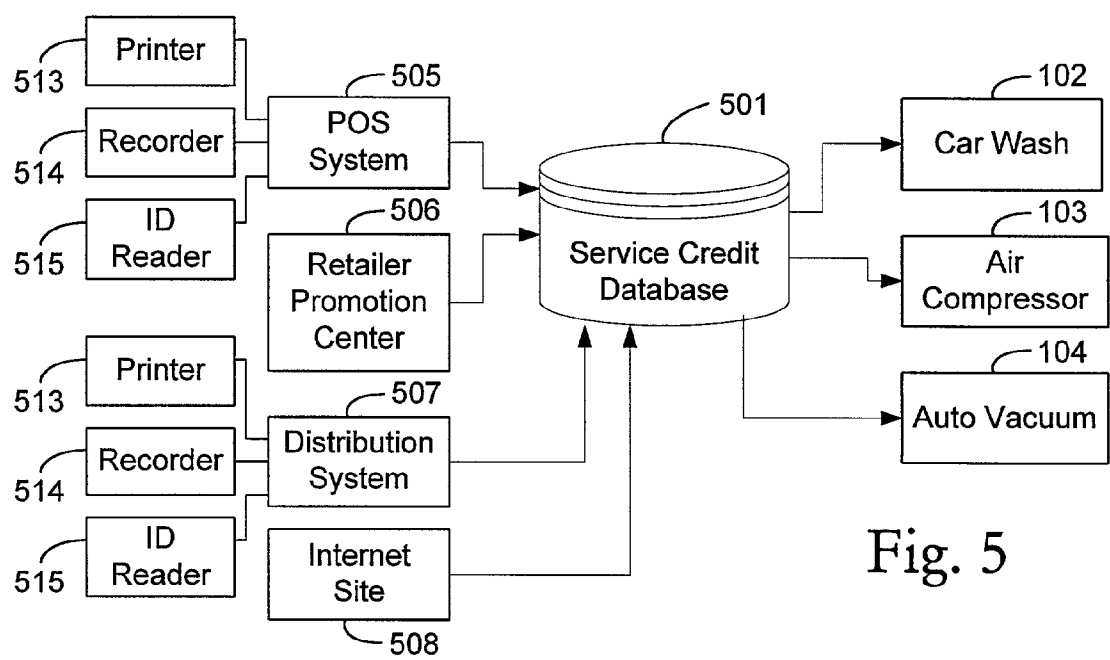 Printer
513
Recorder
514
ID
Reader
515
505
POS
System
506
Retailer
Promotion
Center
Printer
513
Recorder
514
ID
Reader
515
507
Distribution
System
Internet
Site
508
501
Service Credit
Database
102
Car Wash
103
Air
Compressor
104
Auto Vacuum
Fig. 5